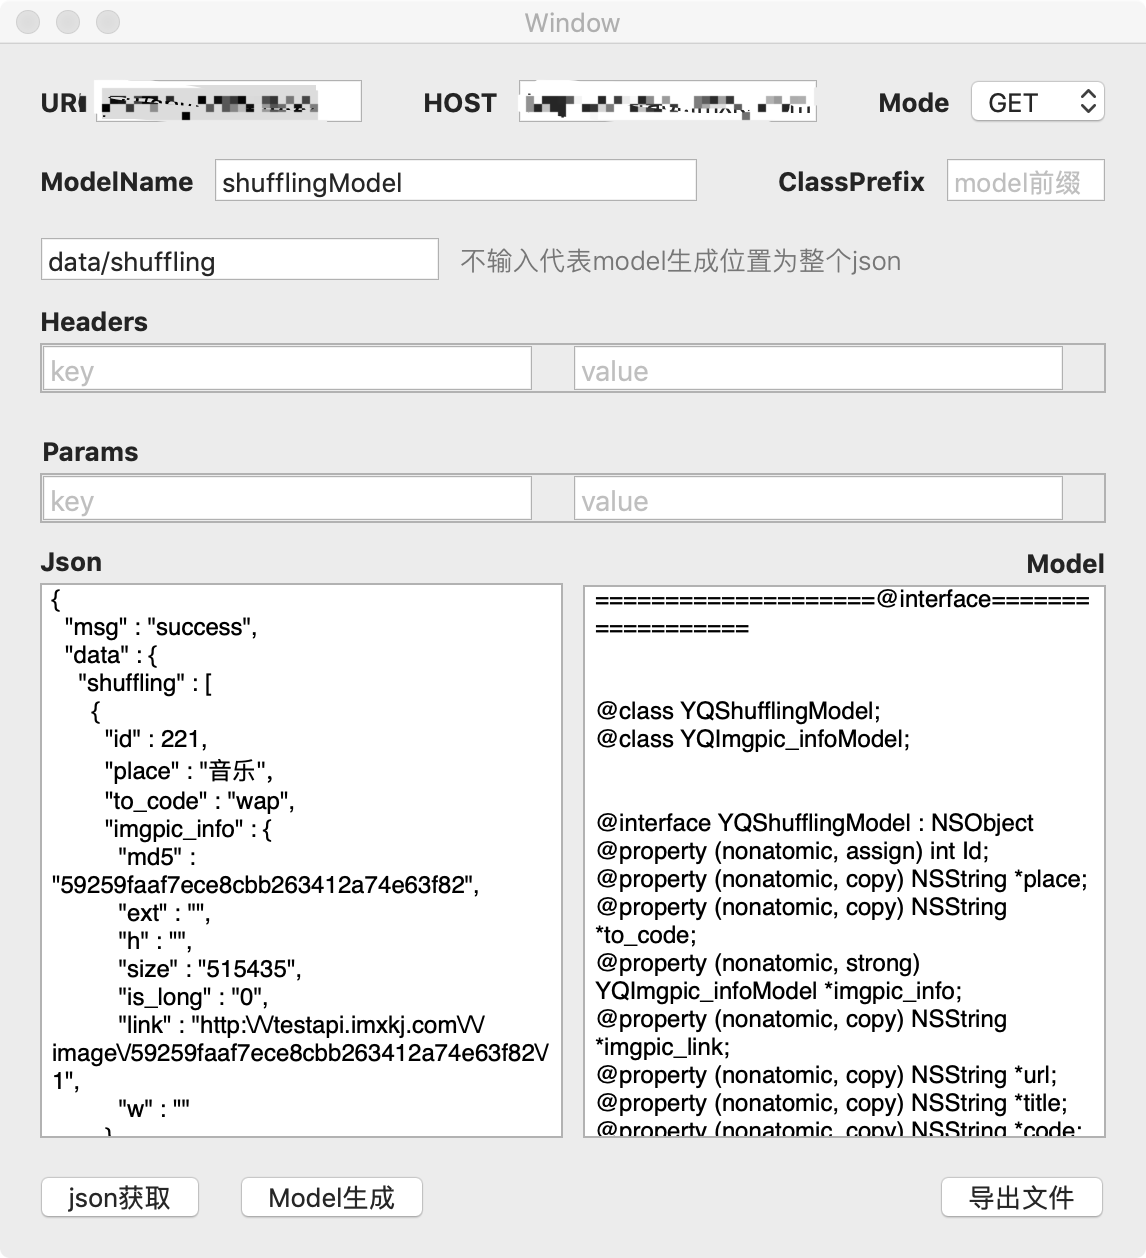 Window
HOST
Mode
GET
ModelName
shufflingModel
ClassPrefix
model前缀
data/shuffling
不输入代表model生成位置为整个json
Headers
key
value
Params
key
value
Json
Model
{
"msg" : "success",
"data" : {
"shuffling" : [
{
"id" : 221,
"place" : "音乐",
"to_code" : "wap",
"imgpic_info" : {
"md5" :
"59259faaf7ece8cbb263412a74e63f82",
"ext" : "",
"h" : "",
"size" : "515435",
"is_long" : "0",
"link" : "http:\/\/testapi.imxkj.com\/\/
image\/59259faaf7ece8cbb263412a74e63f82\/
1",
"w" : ""
}
====================@interface=======
===========
@class YQShufflingModel;
@class YQImgpic_infoModel;
@interface YQShufflingModel : NSObject
@property (nonatomic, assign) int Id;
@property (nonatomic, copy) NSString *place;
@property (nonatomic, copy) NSString
*to_code;
@property (nonatomic, strong)
YQImgpic_infoModel *imgpic_info;
@property (nonatomic, copy) NSString
*imgpic_link;
@property (nonatomic, copy) NSString *url;
@property (nonatomic, copy) NSString *title;
@property (nonatomic, copy) NSString *code;
json获取
Model生成
导出文件